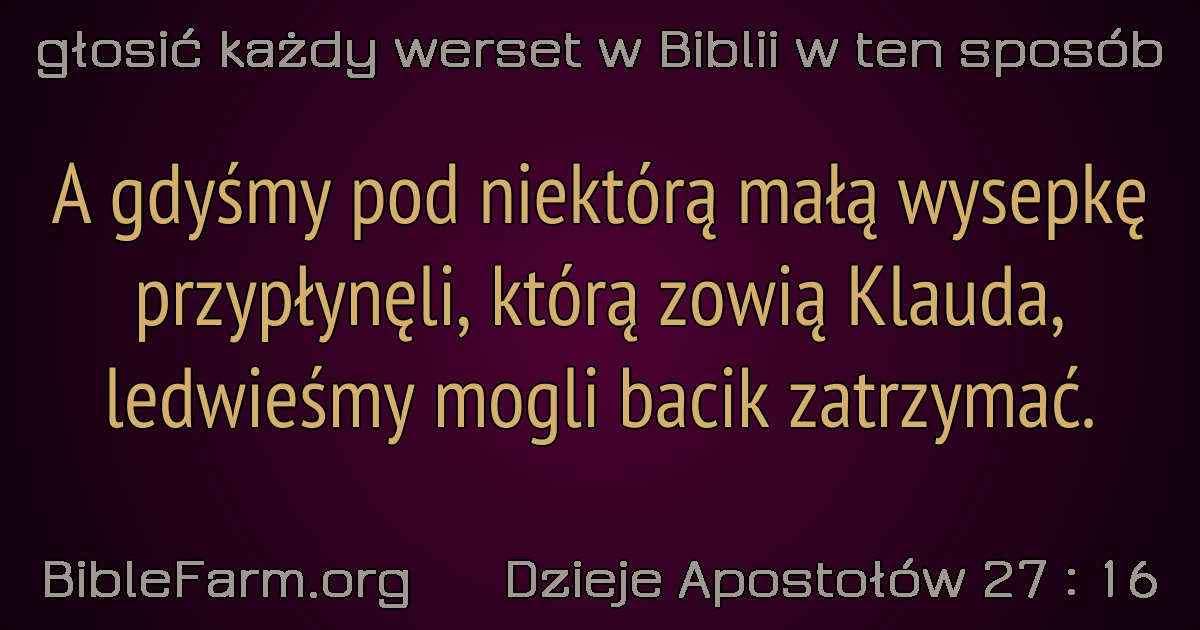 głosić każdy werset w Biblii w ten sposób
A gdyśmy pod niektórą małą wysepkę
przypłynęli, którą zowią Klauda,
ledwieśmy mogli bacik zatrzymać.
BibleFarm.org Dzieje Apostołów 27 : 16